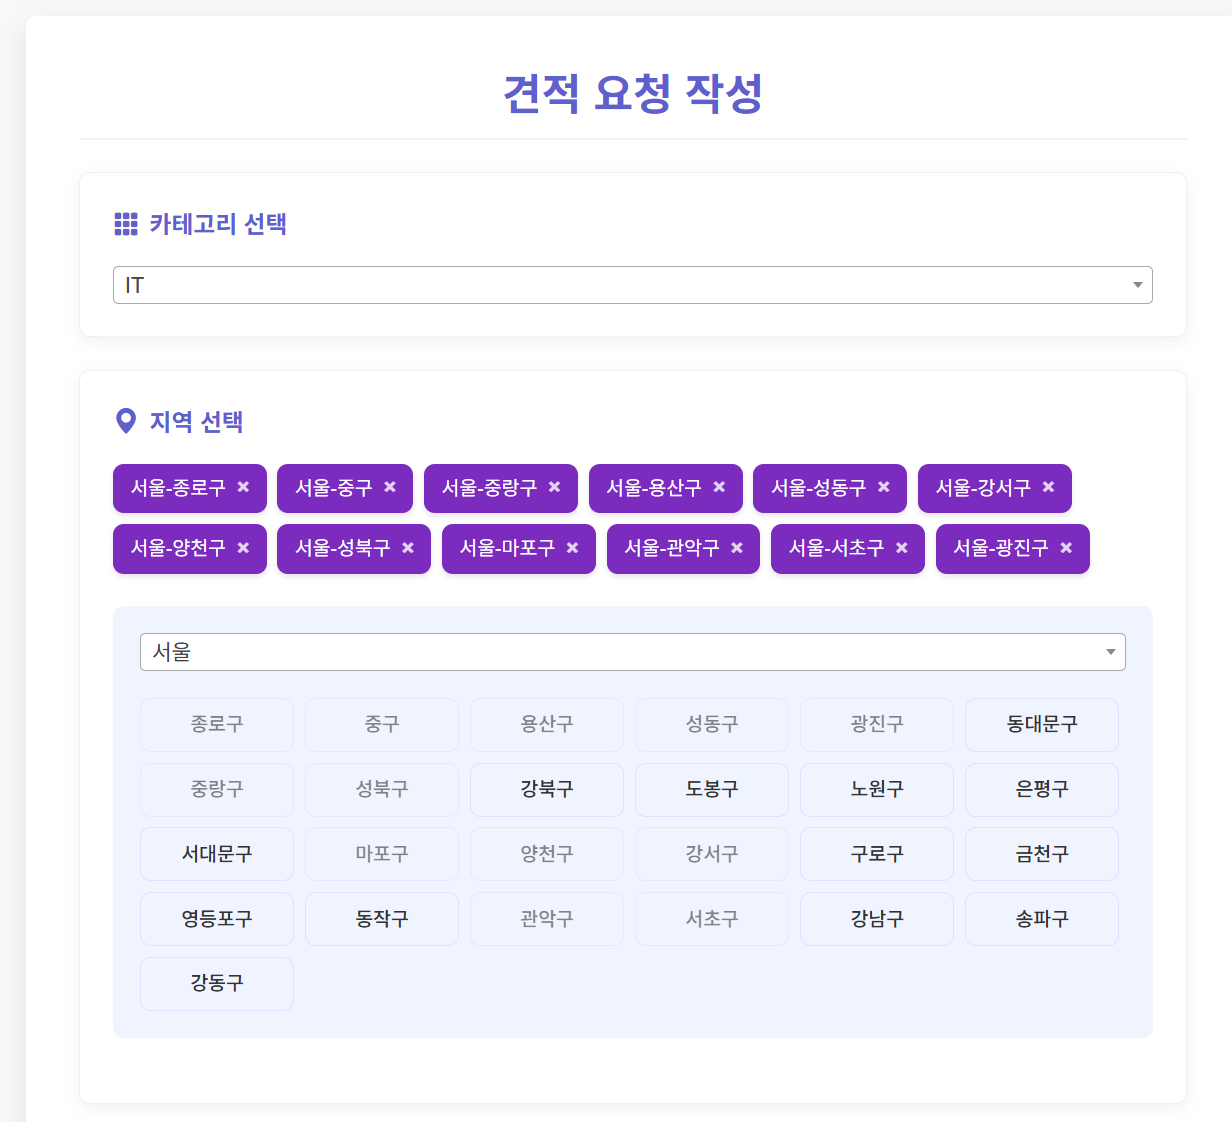 견적 요청 작성
카테고리 선택
IT
지역 선택
서울-종로구 × 서울-중구 × 서울-중랑구 × 서울-용산구 × 서울-성동구 × 서울-강서구 ×
서울-양천구 × 서울-성북구 × 서울-마포구 × 서울-관악구 × 서울-서초구 × 서울-광진구 ×
서울
종로구 중구 용산구 성동구 광진구 동대문구
중랑구 성북구 강북구 도봉구 노원구 은평구
서대문구 마포구 양천구 강서구 구로구 금천구
영등포구 동작구 관악구 서초구 강남구 송파구
강동구